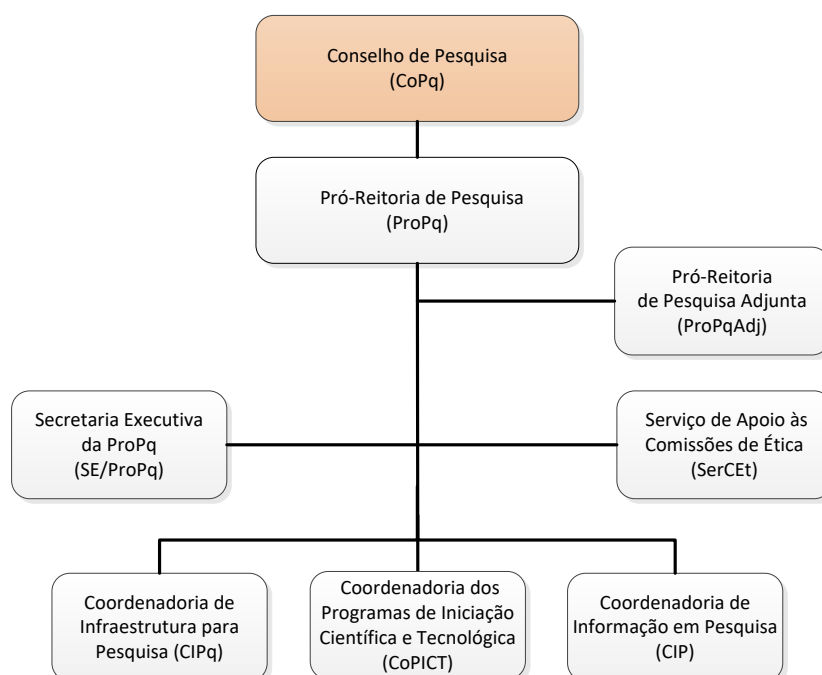 Conselho de Pesquisa
(CoPq)
Pró-Reitoria de Pesquisa
(ProPq)
Pró-Reitoria
de Pesquisa Adjunta
(ProPqAdj)
Secretaria Executiva
da ProPq
(SE/ProPq)
Serviço de Apoio às
Comissões de Ética
(SerCEt)
Coordenadoria de
Infraestrutura para
Pesquisa (CIPq)
Coordenadoria dos
Programas de Iniciação
Científica e Tecnológica
(CoPICT)
Coordenadoria de
Informação em Pesquisa
(CIP)